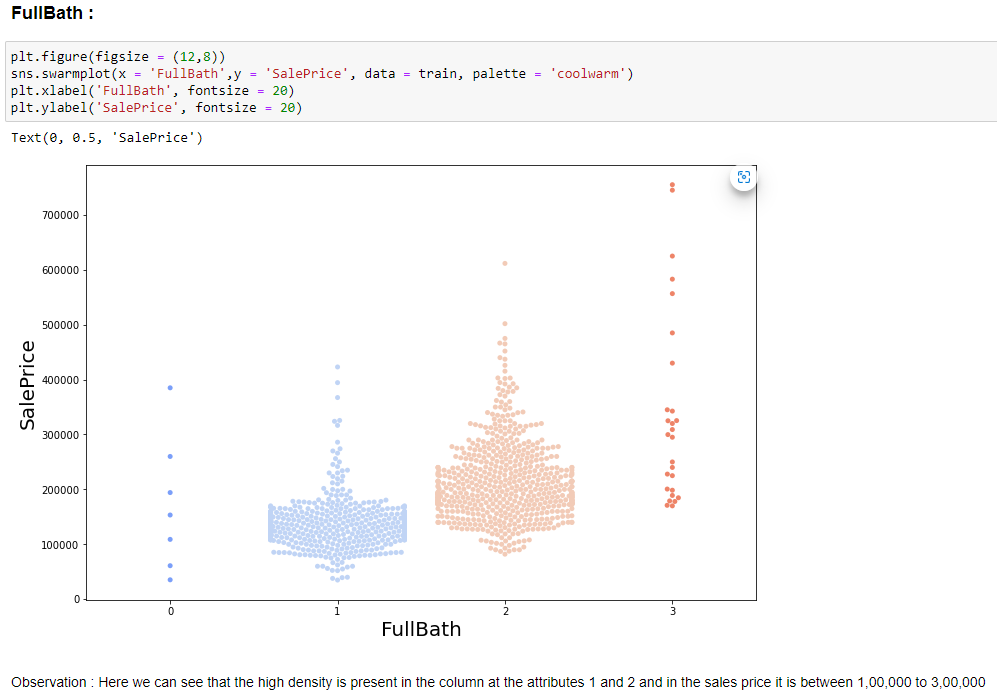 FullBath :
plt.figure(figsize = (12,8))
sns.swarmplot(x = 'FullBath',y = 'SalePrice', data = train, palette = 'coolwarm')
plt.xlabel('FullBath', fontsize = 20)
plt.ylabel('SalePrice', fontsize = 20)
Text(0, 0.5, 'SalePrice')
700000
600000
500000
400000
300000
200000
100000
0
SalePrice
0 1 2 3
FullBath
Observation : Here we can see that the high density is present in the column at the attributes 1 and 2 and in the sales price it is between 1,00,000 to 3,00,000